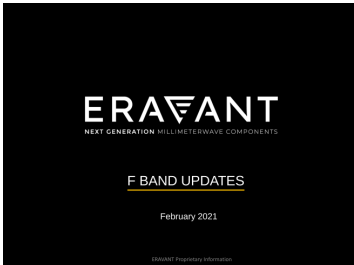 ERAVANT
NEXT GENERATION MILLIMETERWAVE COMPONENTS
F BAND UPDATES
February 2021
ERAVANT Proprietary Information